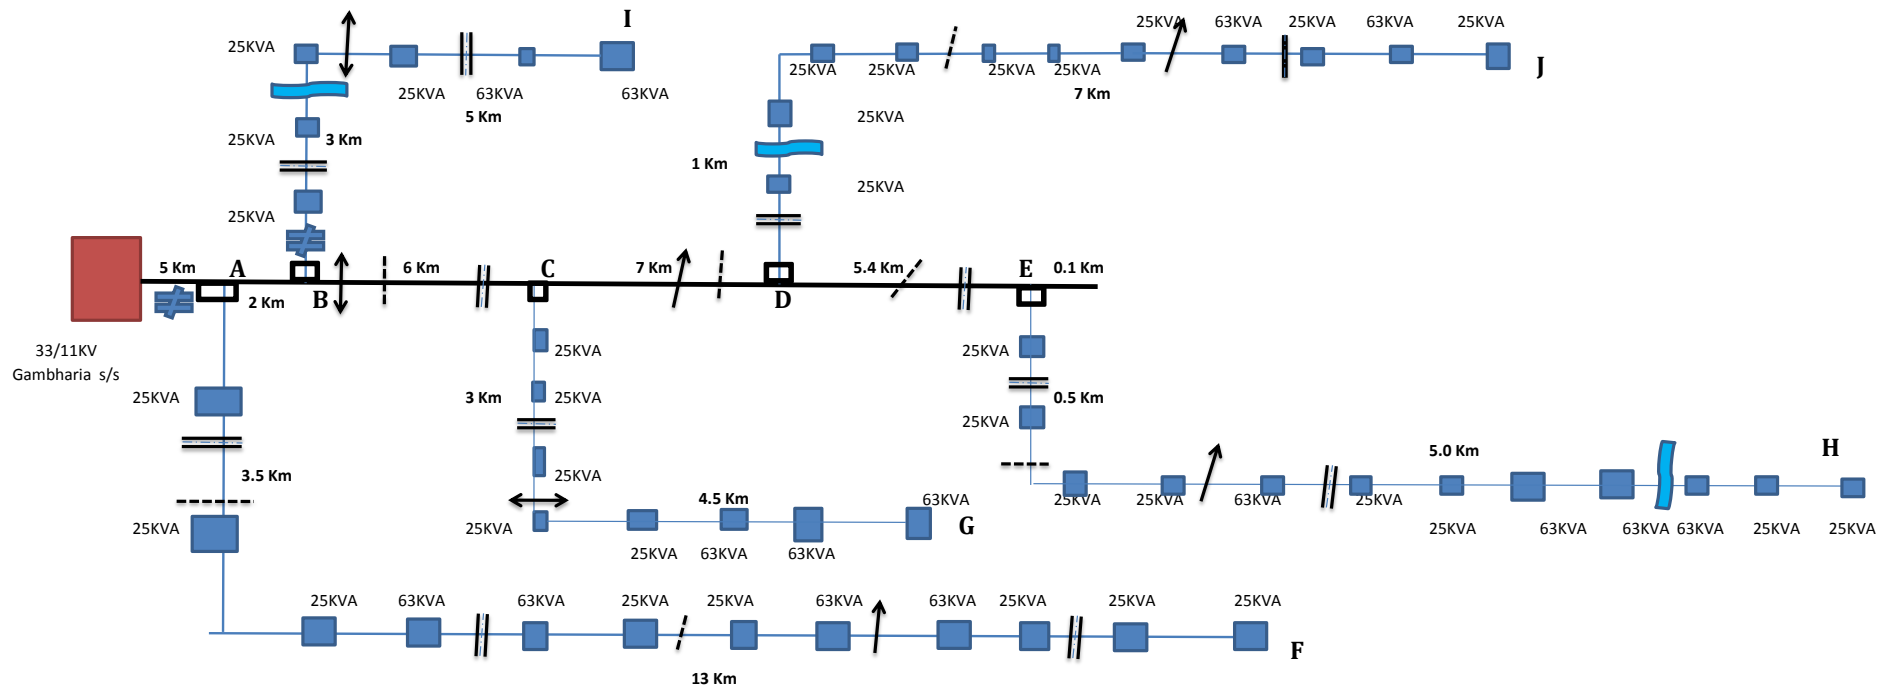 I
25KVA 63KVA 25KVA 63KVA 25KVA
25KVA
J
25KVA 25KVA 25KVA 25KVA
25KVA 63KVA 63KVA
7 Km
5 Km
25KVA
25KVA 3 Km
1 Km
25KVA
25KVA
5 Km A 6 Km C 7 Km 5.4 Km E 0.1 Km
2 Km B D
33/11KV
Gambharia s/s
25KVA 25KVA
25KVA 3 Km 25KVA 0.5 Km
25KVA
5.0 Km H
3.5 Km 25KVA
4.5 Km 63KVA 25KVA 25KVA 63KVA 25KVA
25KVA 25KVA G
25KVA 63KVA 63KVA 63KVA 63KVA 25KVA 25KVA
25KVA 63KVA 63KVA
25KVA 63KVA 63KVA 25KVA 25KVA 63KVA 63KVA 25KVA 25KVA 25KVA
F
13 Km